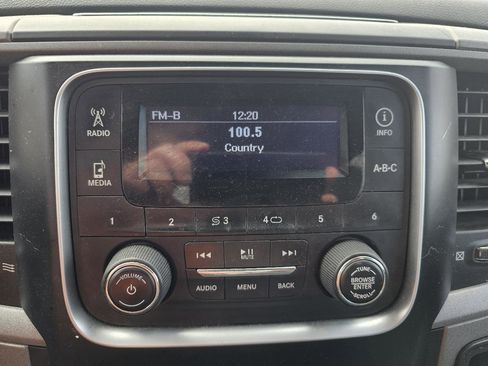 FM-B 12:20
100.5
Country
RADIO
MEDIA
INFO
A-B-C
1 2 3 4 5 6
MUTE
VOLUME
AUDIO MENU BACK
TUNE
BROWSE
ENTER
SCROLL